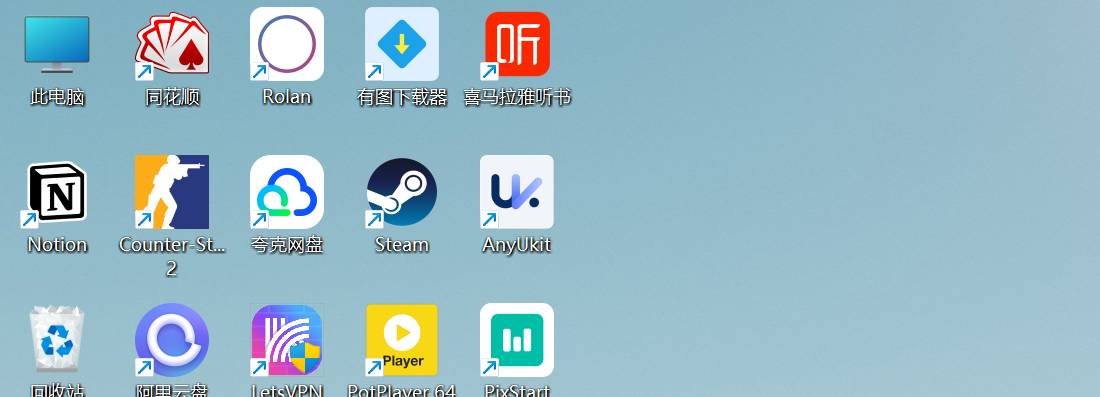 此电脑
同花顺
Rolan
有图下载器
听
喜马拉雅听书
N
Notion
Counter-St...
2
夸克网盘
Steam
UK.
AnyUkit
回收站
阿里云盘
LetsVPN
Player
PotPlayer 64
PixStart